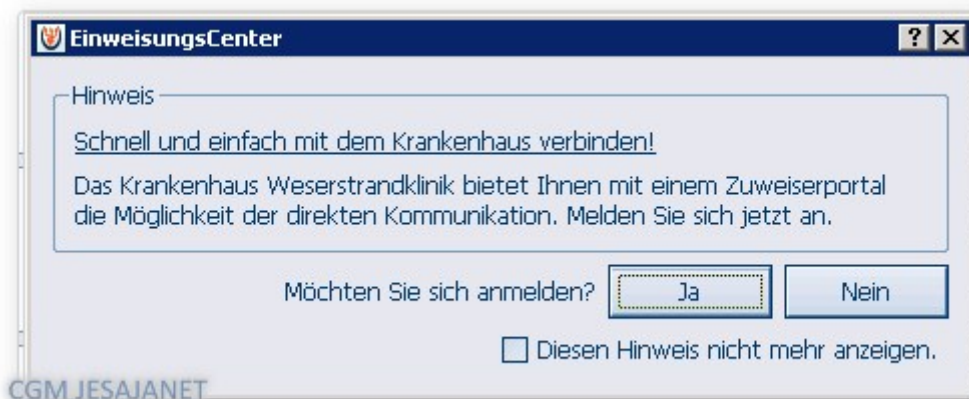 EinweisungsCenter
Hinweis
Schnell und einfach mit dem Krankenhaus verbinden!
Das Krankenhaus Weserstrandklinik bietet Ihnen mit einem Zuweiserportal
die Möglichkeit der direkten Kommunikation. Melden Sie sich jetzt an.
Möchten Sie sich anmelden? Ja Nein
Diesen Hinweis nicht mehr anzeigen.
CGM JESAJANET